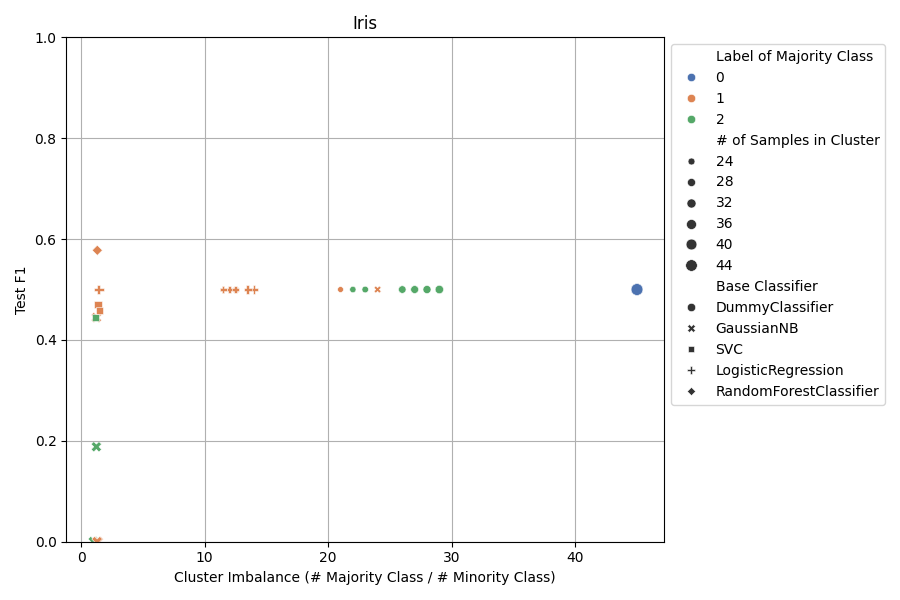 Iris
1.0
0.8
0.6
0.4
0.2
0.0
Test F1
0
10
20
30
40
Cluster Imbalance (# Majority Class / # Minority Class)
Label of Majority Class
0
1
2
# of Samples in Cluster
24
28
32
36
40
44
Base Classifier
DummyClassifier
GaussianNB
SVC
LogisticRegression
RandomForestClassifier